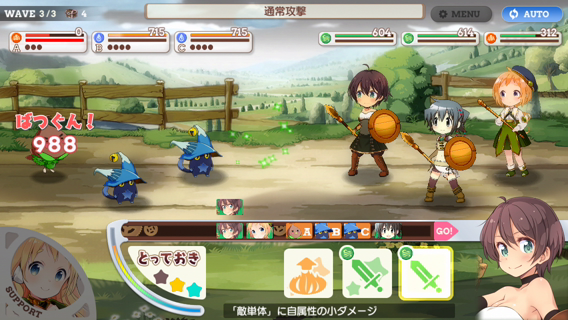 WAVE 3/3 4
通常攻撃
MENU
AUTO
0
715
715
604
614
312
A
B
C
ばつぐん!
988
A B C GO!
とっておき
SUPPORT
「敵単体」に自属性の小ダメージ